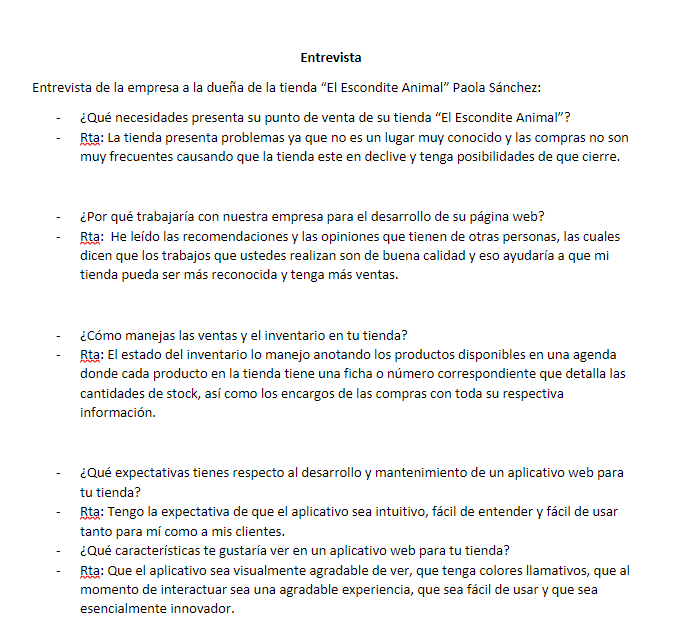 Entrevista
Entrevista de la empresa a la dueña de la tienda “El Escondite Animal” Paola Sánchez:
- ¿Qué necesidades presenta su punto de venta de su tienda “El Escondite Animal”?
- Rta: La tienda presenta problemas ya que no es un lugar muy conocido y las compras no son
muy frecuentes causando que la tienda este en declive y tenga posibilidades de que cierre.
- ¿Por qué trabajaría con nuestra empresa para el desarrollo de su página web?
- Rta:  He leído las recomendaciones y las opiniones que tienen de otras personas, las cuales
dicen que los trabajos que ustedes realizan son de buena calidad y eso ayudaría a que mi
tienda pueda ser más reconocida y tenga más ventas.
- ¿Cómo manejas las ventas y el inventario en tu tienda?
- Rta: El estado del inventario lo manejo anotando los productos disponibles en una agenda
donde cada producto en la tienda tiene una ficha o número correspondiente que detalla las
cantidades de stock, así como los encargos de las compras con toda su respectiva
información.
- ¿Qué expectativas tienes respecto al desarrollo y mantenimiento de un aplicativo web para
tu tienda?
- Rta: Tengo la expectativa de que el aplicativo sea intuitivo, fácil de entender y fácil de usar
tanto para mí como a mis clientes.
- ¿Qué características te gustaría ver en un aplicativo web para tu tienda?
- Rta: Que el aplicativo sea visualmente agradable de ver, que tenga colores llamativos, que al
momento de interactuar sea una agradable experiencia, que sea fácil de usar y que sea
esencialmente innovador.